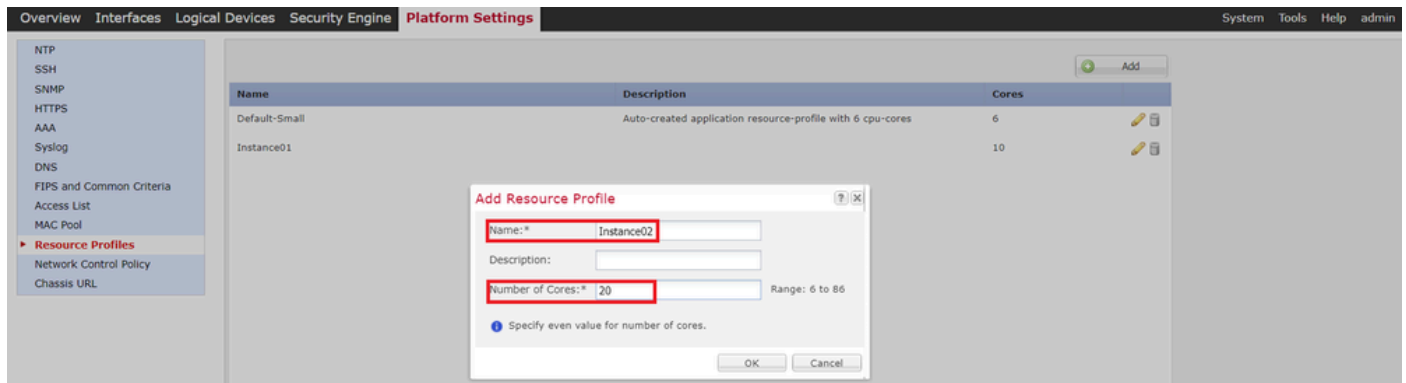 Overview Interfaces Logical Devices Security Engine Platform Settings System Tools Help admin
NTP
SSH
SNMP
HTTPS
AAA
Syslog
DNS
FIPS and Common Criteria
Access List
MAC Pool
Resource Profiles
Network Control Policy
Chassis URL
Add
Name Description Cores
Default-Small Auto-created application resource-profile with 6 cpu-cores 6
Instance01 10
Add Resource Profile ? X
Name:* Instance02
Description:
Number of Cores:* 20 Range: 6 to 86
Specify even value for number of cores.
OK Cancel